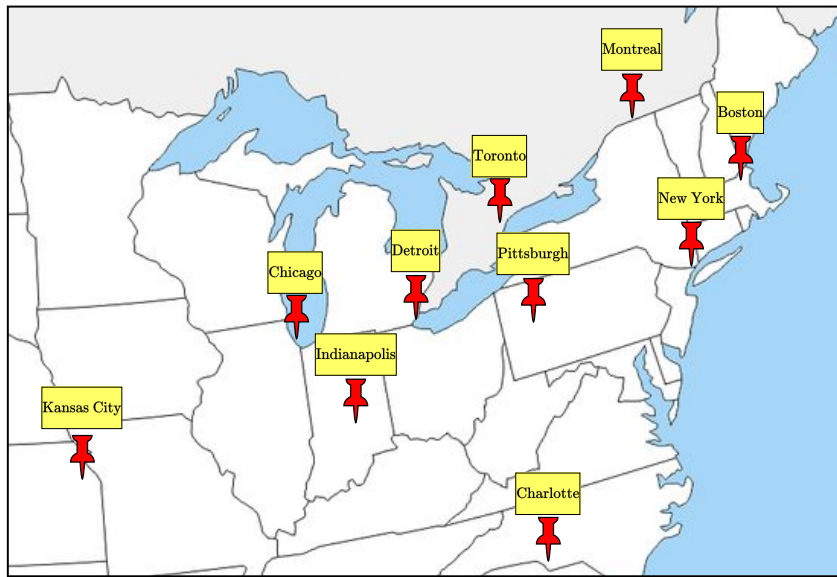 Montreal
Boston
Toronto
New York
Detroit
Pittsburgh
Chicago
Indianapolis
Kansas City
Charlotte